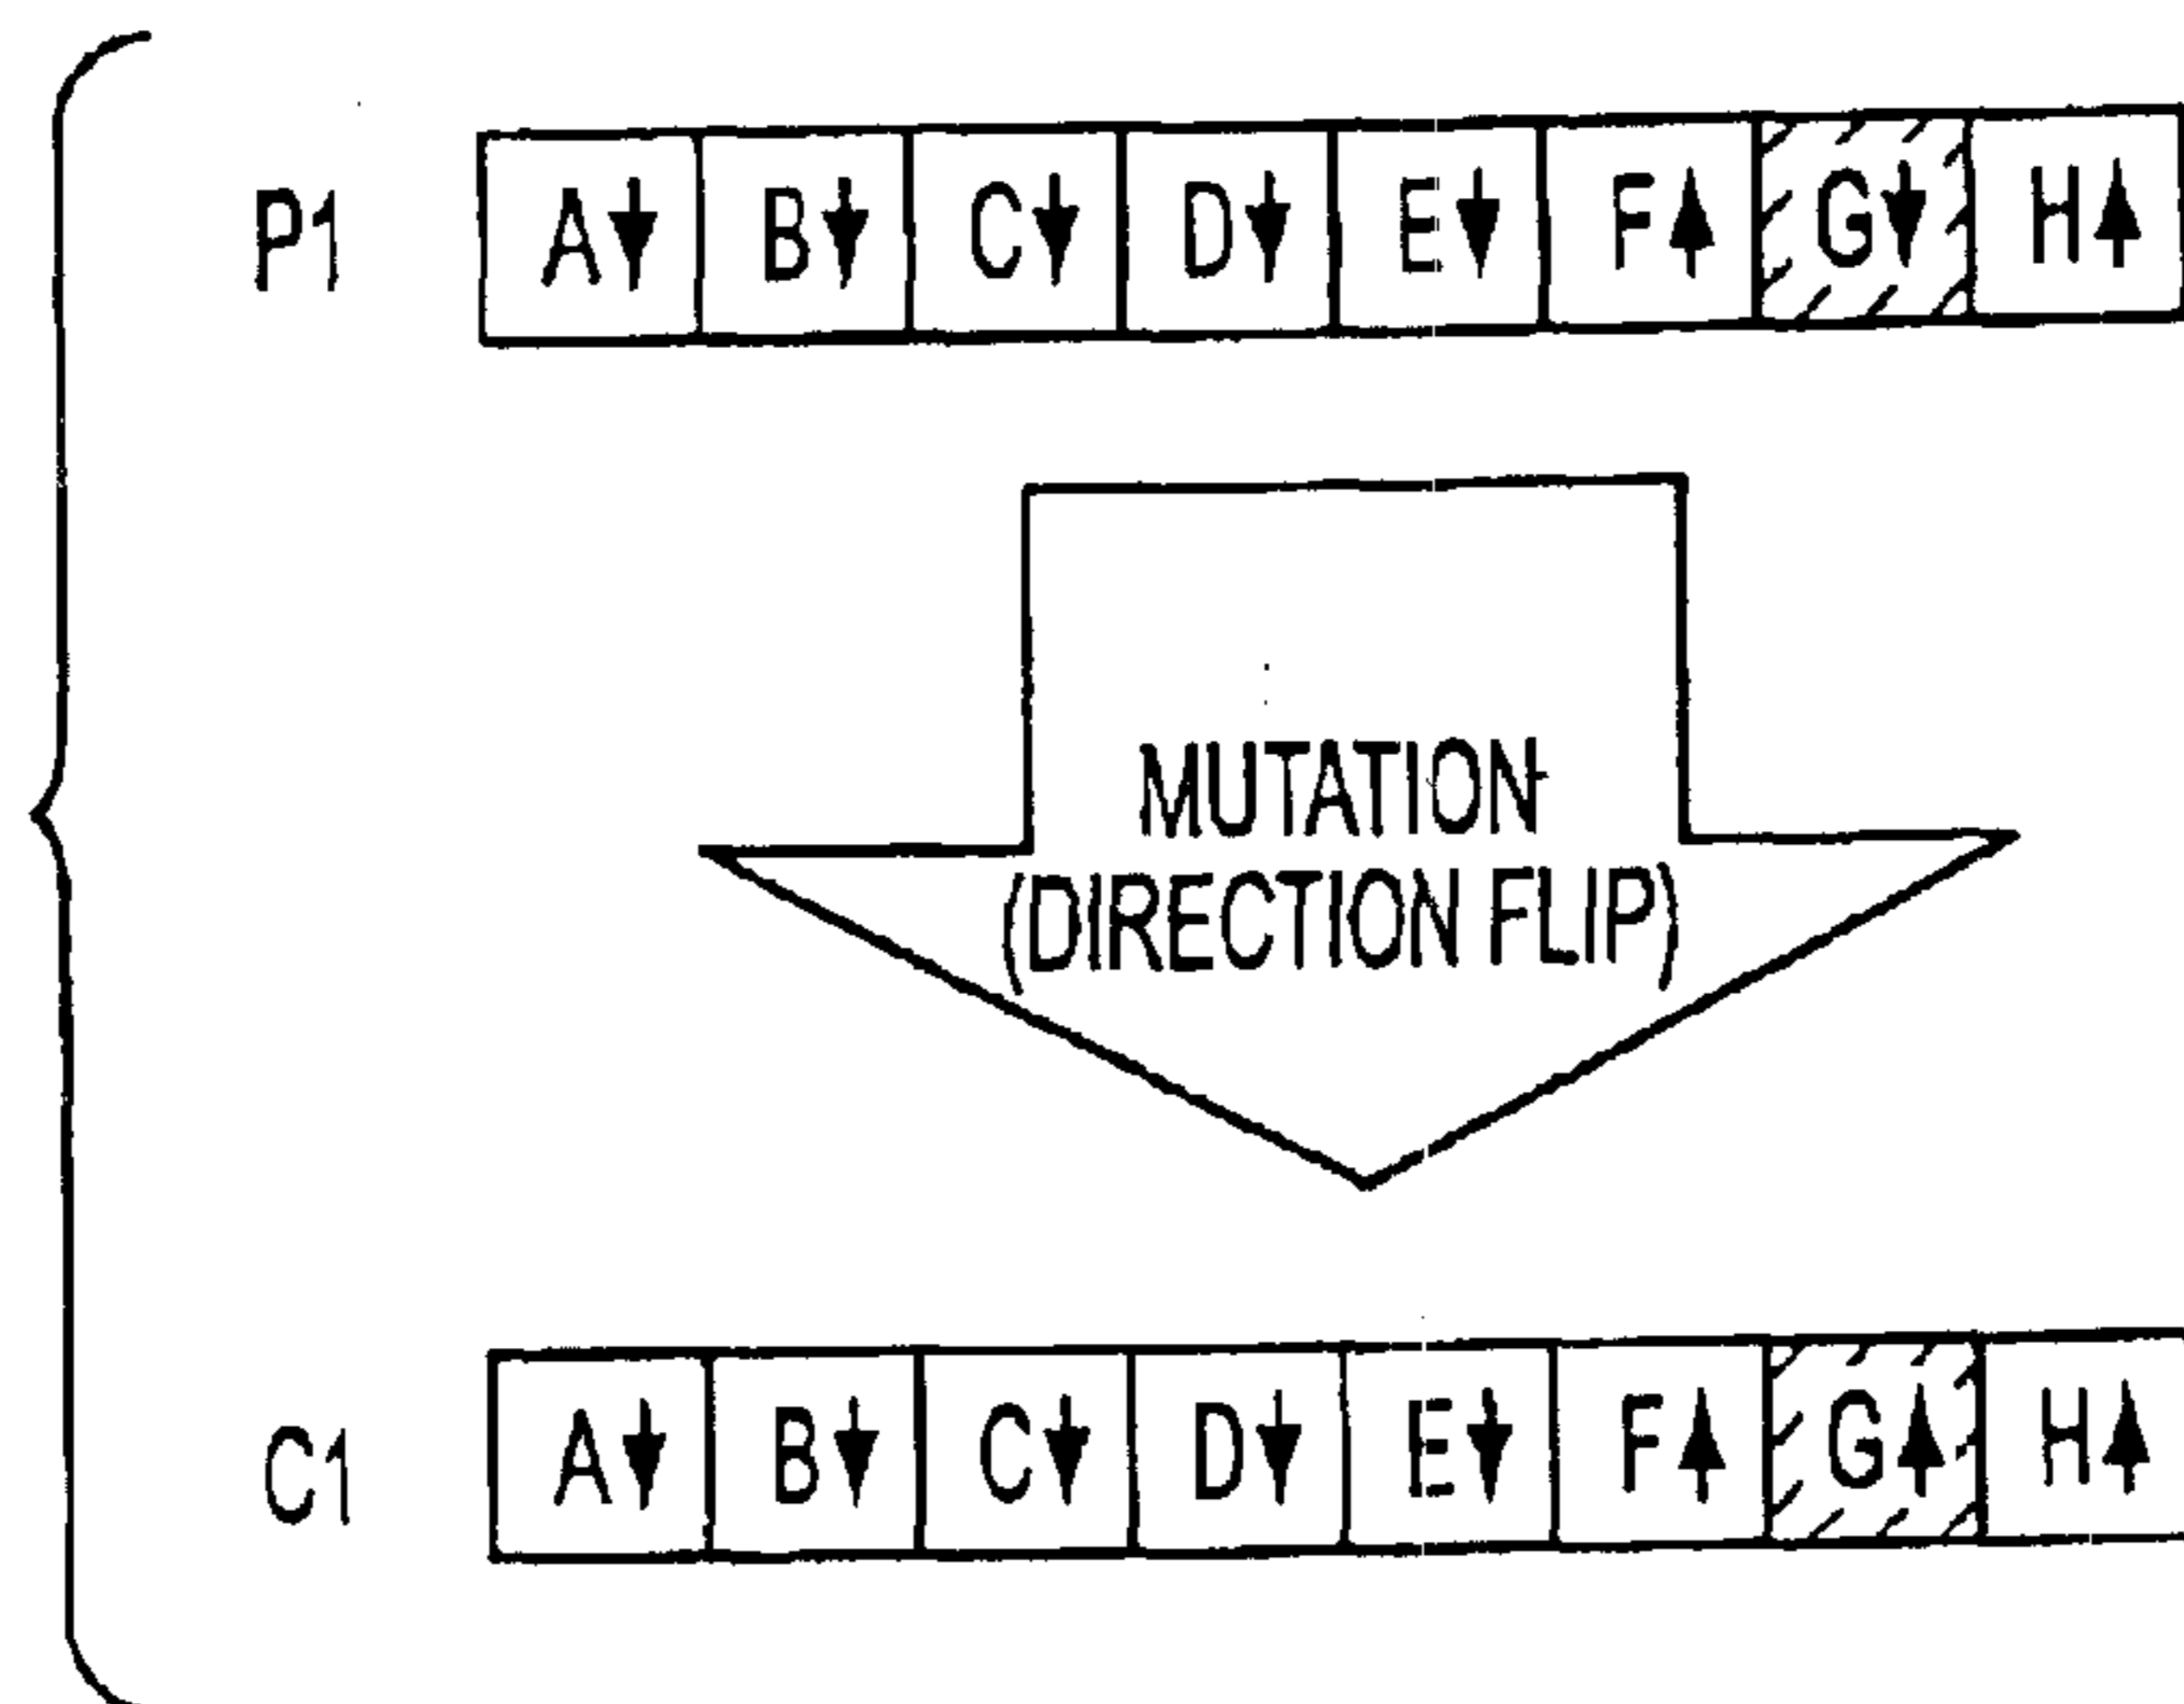 P1 A↓ B↓ C↓ D↓ E↓ F↑ G↓ H↑
MUTATION
(DIRECTION FLIP)
C1 A↓ B↓ C↓ D↓ E↓ F↑ G↑ H↑